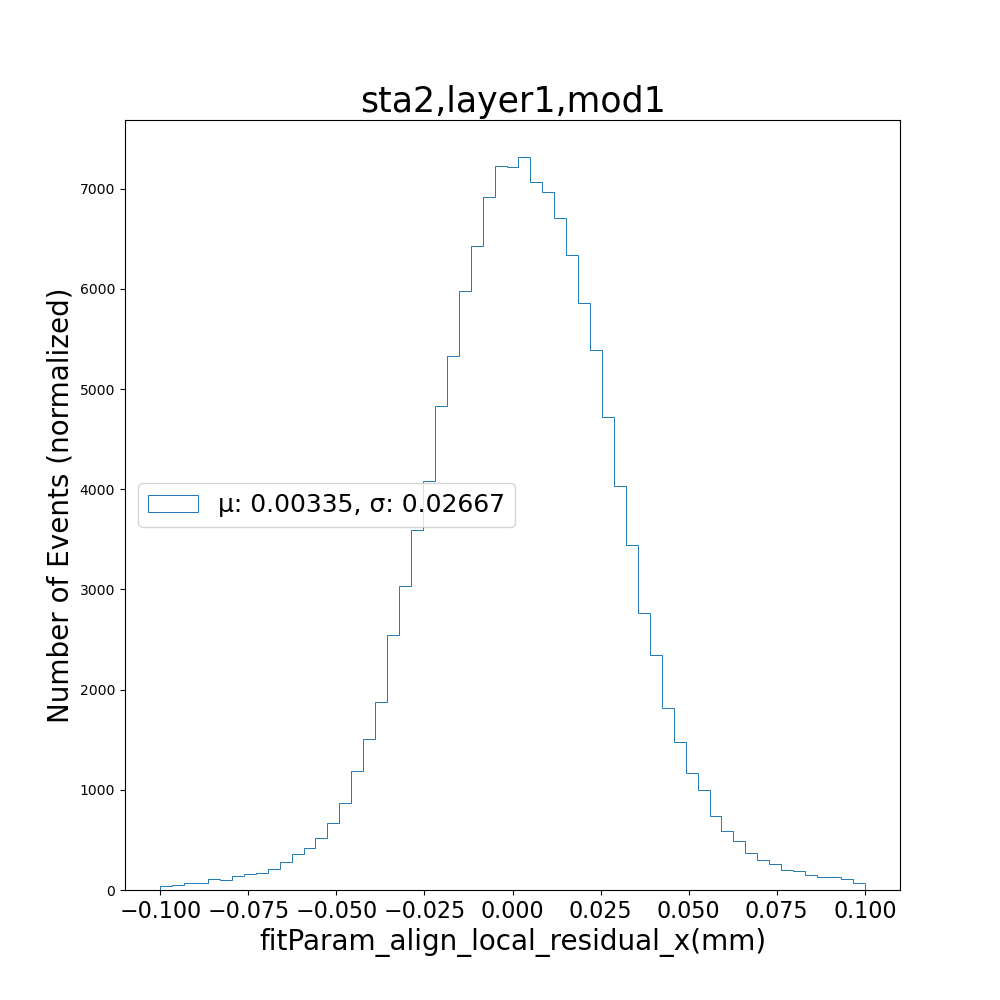 sta2,layer1,mod1
Number of Events (normalized)
7000
6000
5000
4000
3000
2000
1000
0
μ: 0.00335, σ: 0.02667
−0.100 −0.075 −0.050 −0.025 0.000 0.025 0.050 0.075 0.100
fitParam_align_local_residual_x(mm)